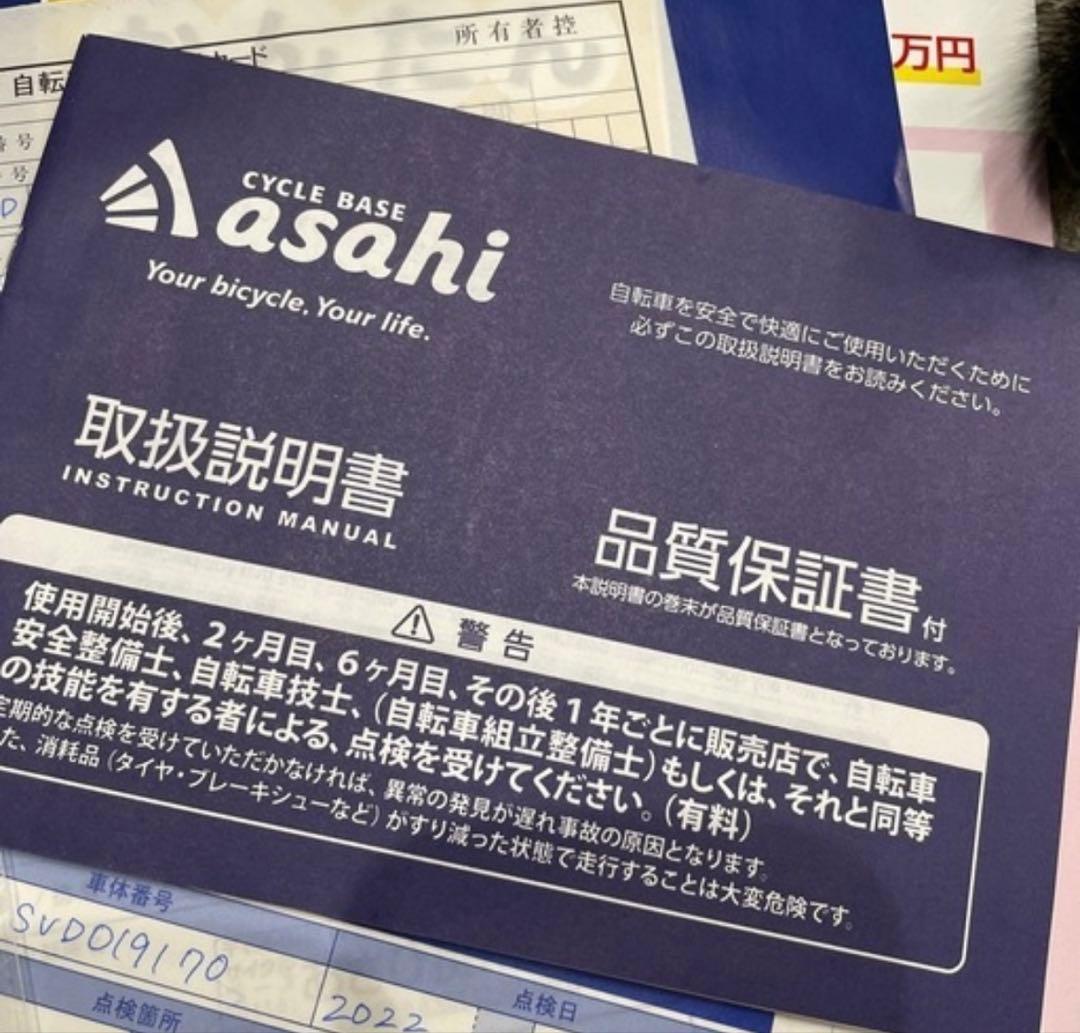 所有者控
自転
カード
番号
号
D
万円
CYCLE BASE
asahi
Your bicycle. Your life.
自転車を安全で快適にご使用いただくために
必ずこの取扱説明書をお読みください。
取扱説明書
INSTRUCTION MANUAL
品質保証書付
本説明書の巻末が品質保証書となっております。
警告
使用開始後、2ヶ月目、6ヶ月目、その後1年ごとに販売店で、自転車
安全整備士、自転車技士、(自転車組立整備士)もしくは、それと同等
の技能を有する者による、点検を受けてください。(有料)
定期的な点検を受けていただかなければ、異常の発見が遅れ事故の原因となります。
た、消耗品(タイヤ・ブレーキシューなど)がすり減った状態で走行することは大変危険です。
車体番号
SVD019170
点検箇所
点検日
2022